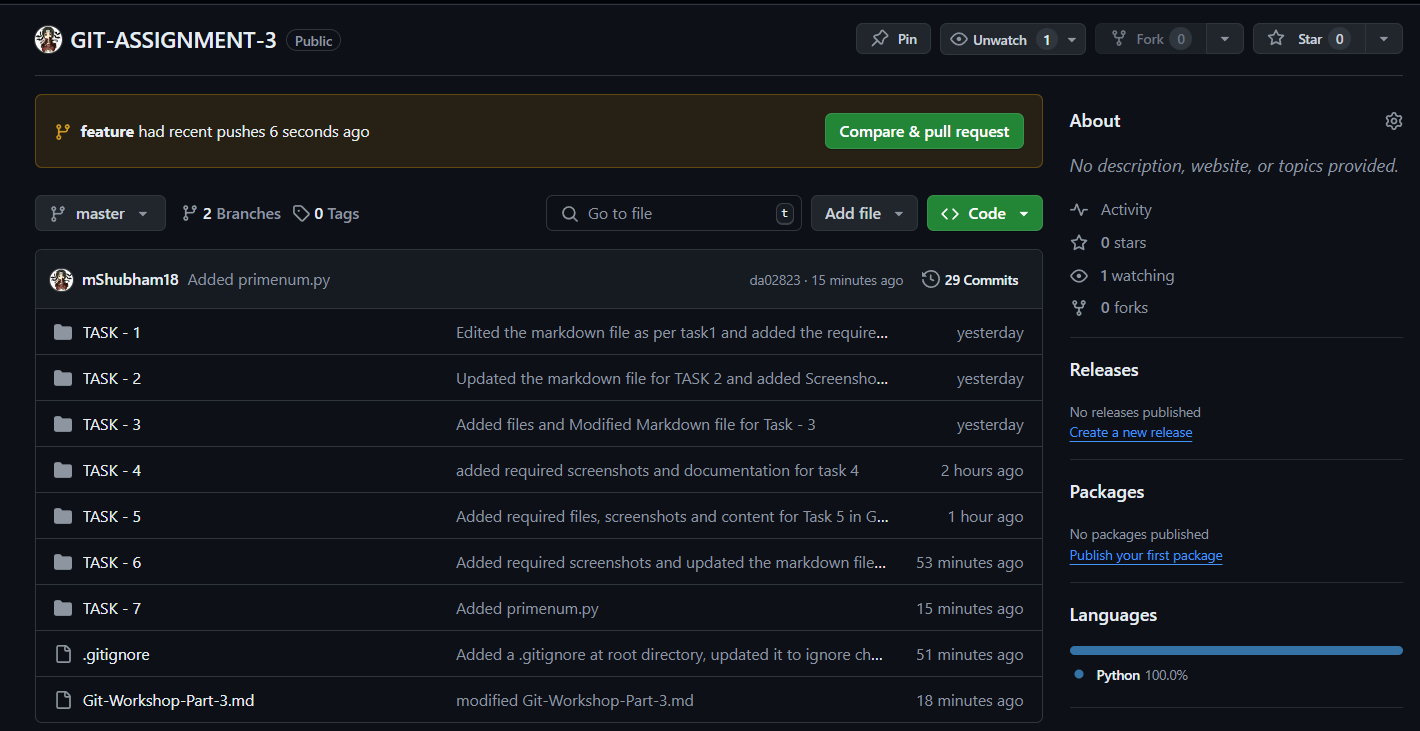 GIT-ASSIGNMENT-3 Public Pin Unwatch 1 Fork 0 Star 0
feature had recent pushes 6 seconds ago Compare & pull request
master 2 Branches 0 Tags Go to file t Add file Code
mShubham18 Added primenum.py da02823 · 15 minutes ago 29 Commits
TASK - 1 Edited the markdown file as per task1 and added the require... yesterday
TASK - 2 Updated the markdown file for TASK 2 and added Screensho... yesterday
TASK - 3 Added files and Modified Markdown file for Task - 3 yesterday
TASK - 4 added required screenshots and documentation for task 4 2 hours ago
TASK - 5 Added required files, screenshots and content for Task 5 in G... 1 hour ago
TASK - 6 Added required screenshots and updated the markdown file... 53 minutes ago
TASK - 7 Added primenum.py 15 minutes ago
.gitignore Added a .gitignore at root directory, updated it to ignore ch... 51 minutes ago
Git-Workshop-Part-3.md modified Git-Workshop-Part-3.md 18 minutes ago
About
No description, website, or topics provided.
Activity
0 stars
1 watching
0 forks
Releases
No releases published
Create a new release
Packages
No packages published
Publish your first package
Languages
Python 100.0%